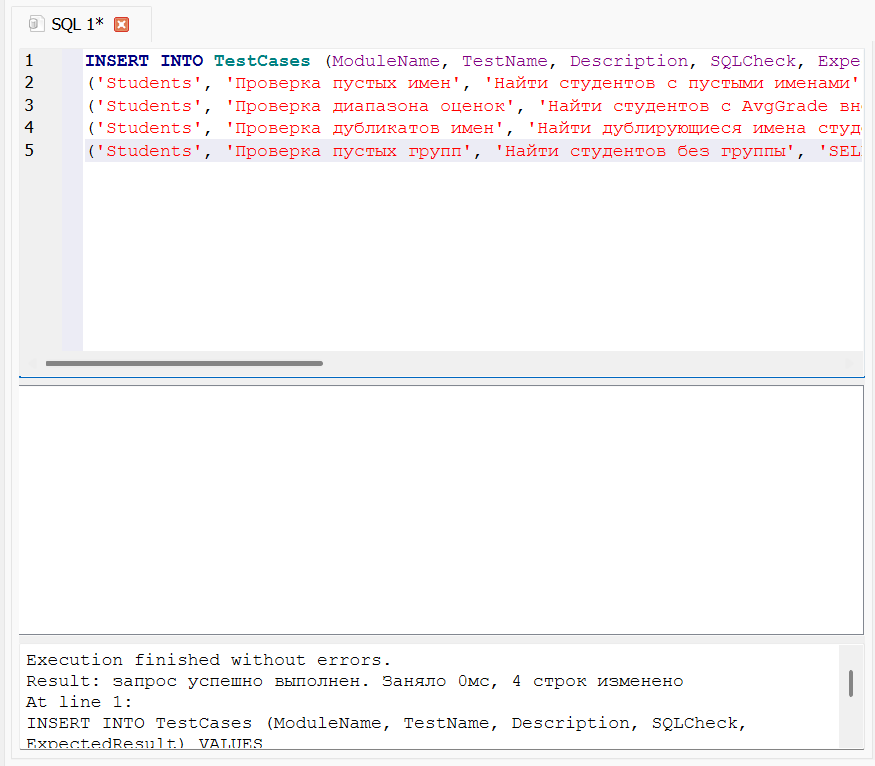 SQL 1*
1 INSERT INTO TestCases (ModuleName, TestName, Description, SQLCheck, Expe
2 ('Students', 'Проверка пустых имен', 'Найти студентов с пустыми именами'
3 ('Students', 'Проверка диапазона оценок', 'Найти студентов с AvgGrade вн
4 ('Students', 'Проверка дубликатов имен', 'Найти дублирующиеся имена студ
5 ('Students', 'Проверка пустых групп', 'Найти студентов без группы', 'SEL
Execution finished without errors.
Result: запрос успешно выполнен. Заняло 0мс, 4 строк изменено
At line 1:
INSERT INTO TestCases (ModuleName, TestName, Description, SQLCheck,
ExpectedResult) VALUES